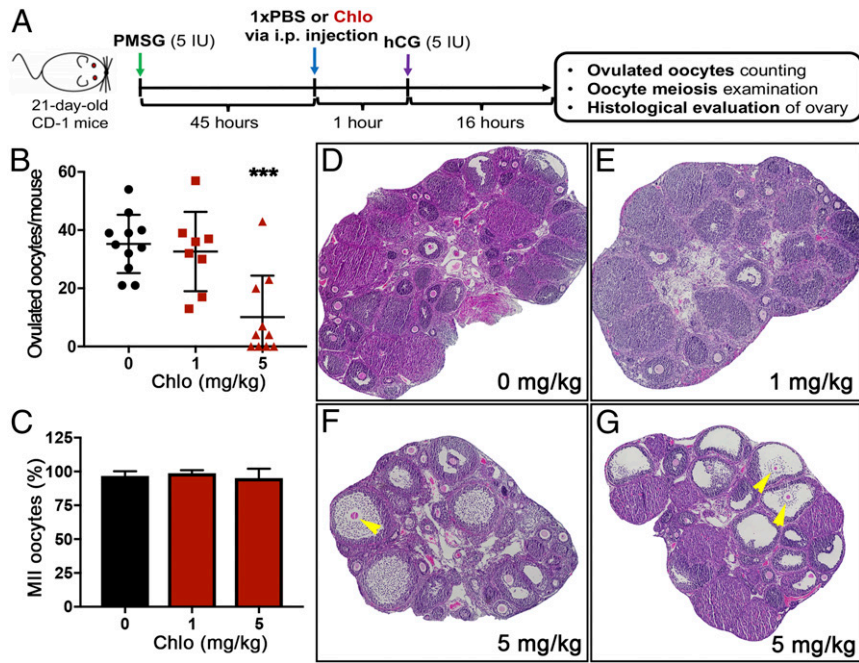 A
PMSG (5 IU)
1xPBS or Chlo
via i.p. injection
hCG (5 IU)
21-day-old
CD-1 mice
45 hours
1 hour
16 hours
• Ovulated oocytes counting
• Oocyte meiosis examination
• Histological evaluation of ovary
B
Ovulated oocytes/mouse
60
40
20
0
***
0 1 5
Chlo (mg/kg)
C
MII oocytes (%)
125
100
75
50
25
0
0 1 5
Chlo (mg/kg)
D
0 mg/kg
E
1 mg/kg
F
5 mg/kg
G
5 mg/kg